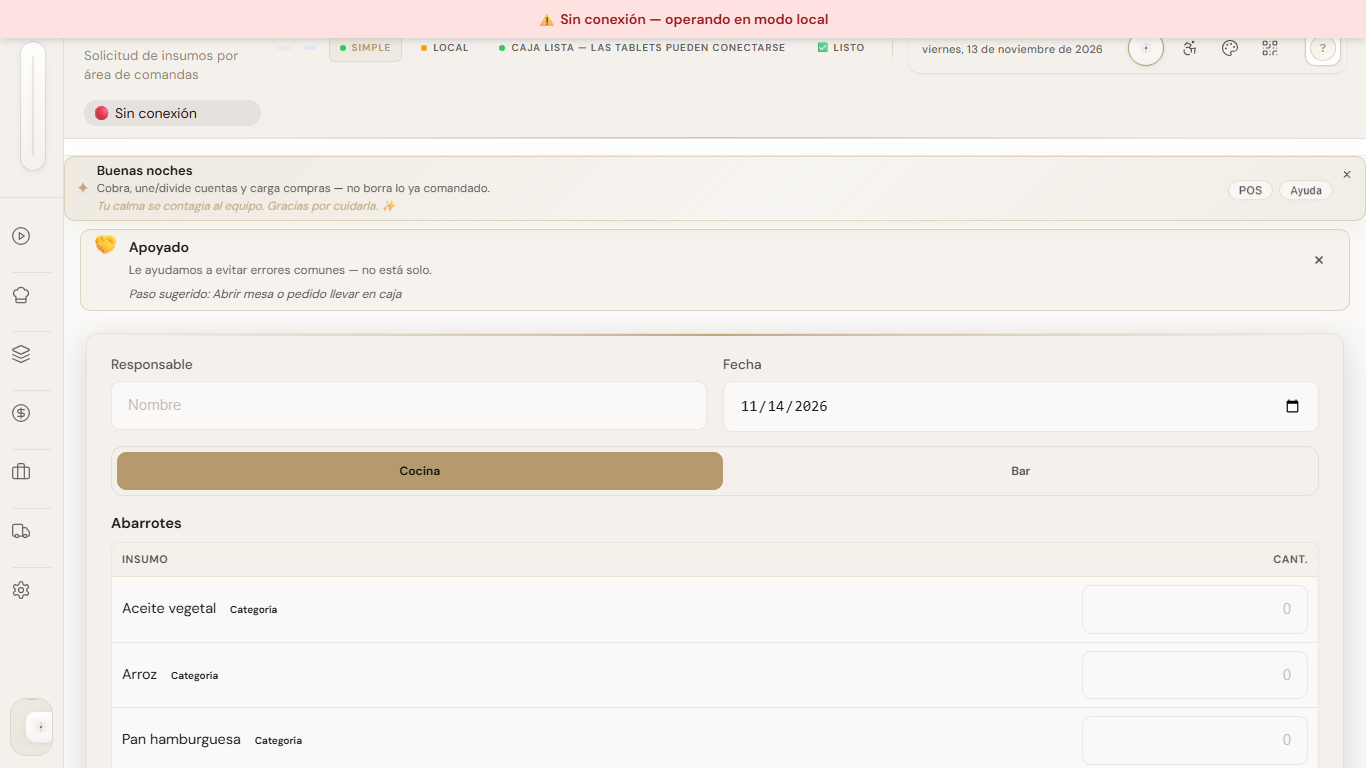 ⚠️ Sin conexión — operando en modo local
Solicitud de insumos por
área de comandas
SIMPLE
LOCAL
CAJA LISTA — LAS TABLETS PUEDEN CONECTARSE
✅ LISTO
viernes, 13 de noviembre de 2026
?
Sin conexión
Buenas noches
Cobra, une/divide cuentas y carga compras — no borra lo ya comandado.
Tu calma se contagia al equipo. Gracias por cuidarla. ✨
POS
Ayuda
×
Apoyado
Le ayudamos a evitar errores comunes — no está solo.
Paso sugerido: Abrir mesa o pedido llevar en caja
×
Responsable
Fecha
Nombre
11/14/2026
Cocina
Bar
Abarrotes
INSUMO
CANT.
Aceite vegetal Categoría
0
Arroz Categoría
0
Pan hamburguesa Categoría
0